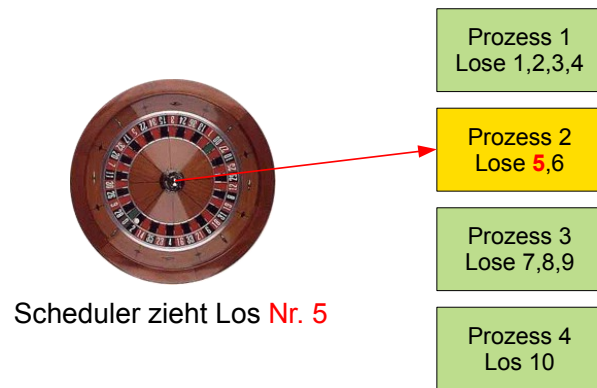 Prozess 1
Lose 1,2,3,4
Prozess 2
Lose 5,6
Prozess 3
Lose 7,8,9
Prozess 4
Los 10
Scheduler zieht Los Nr. 5